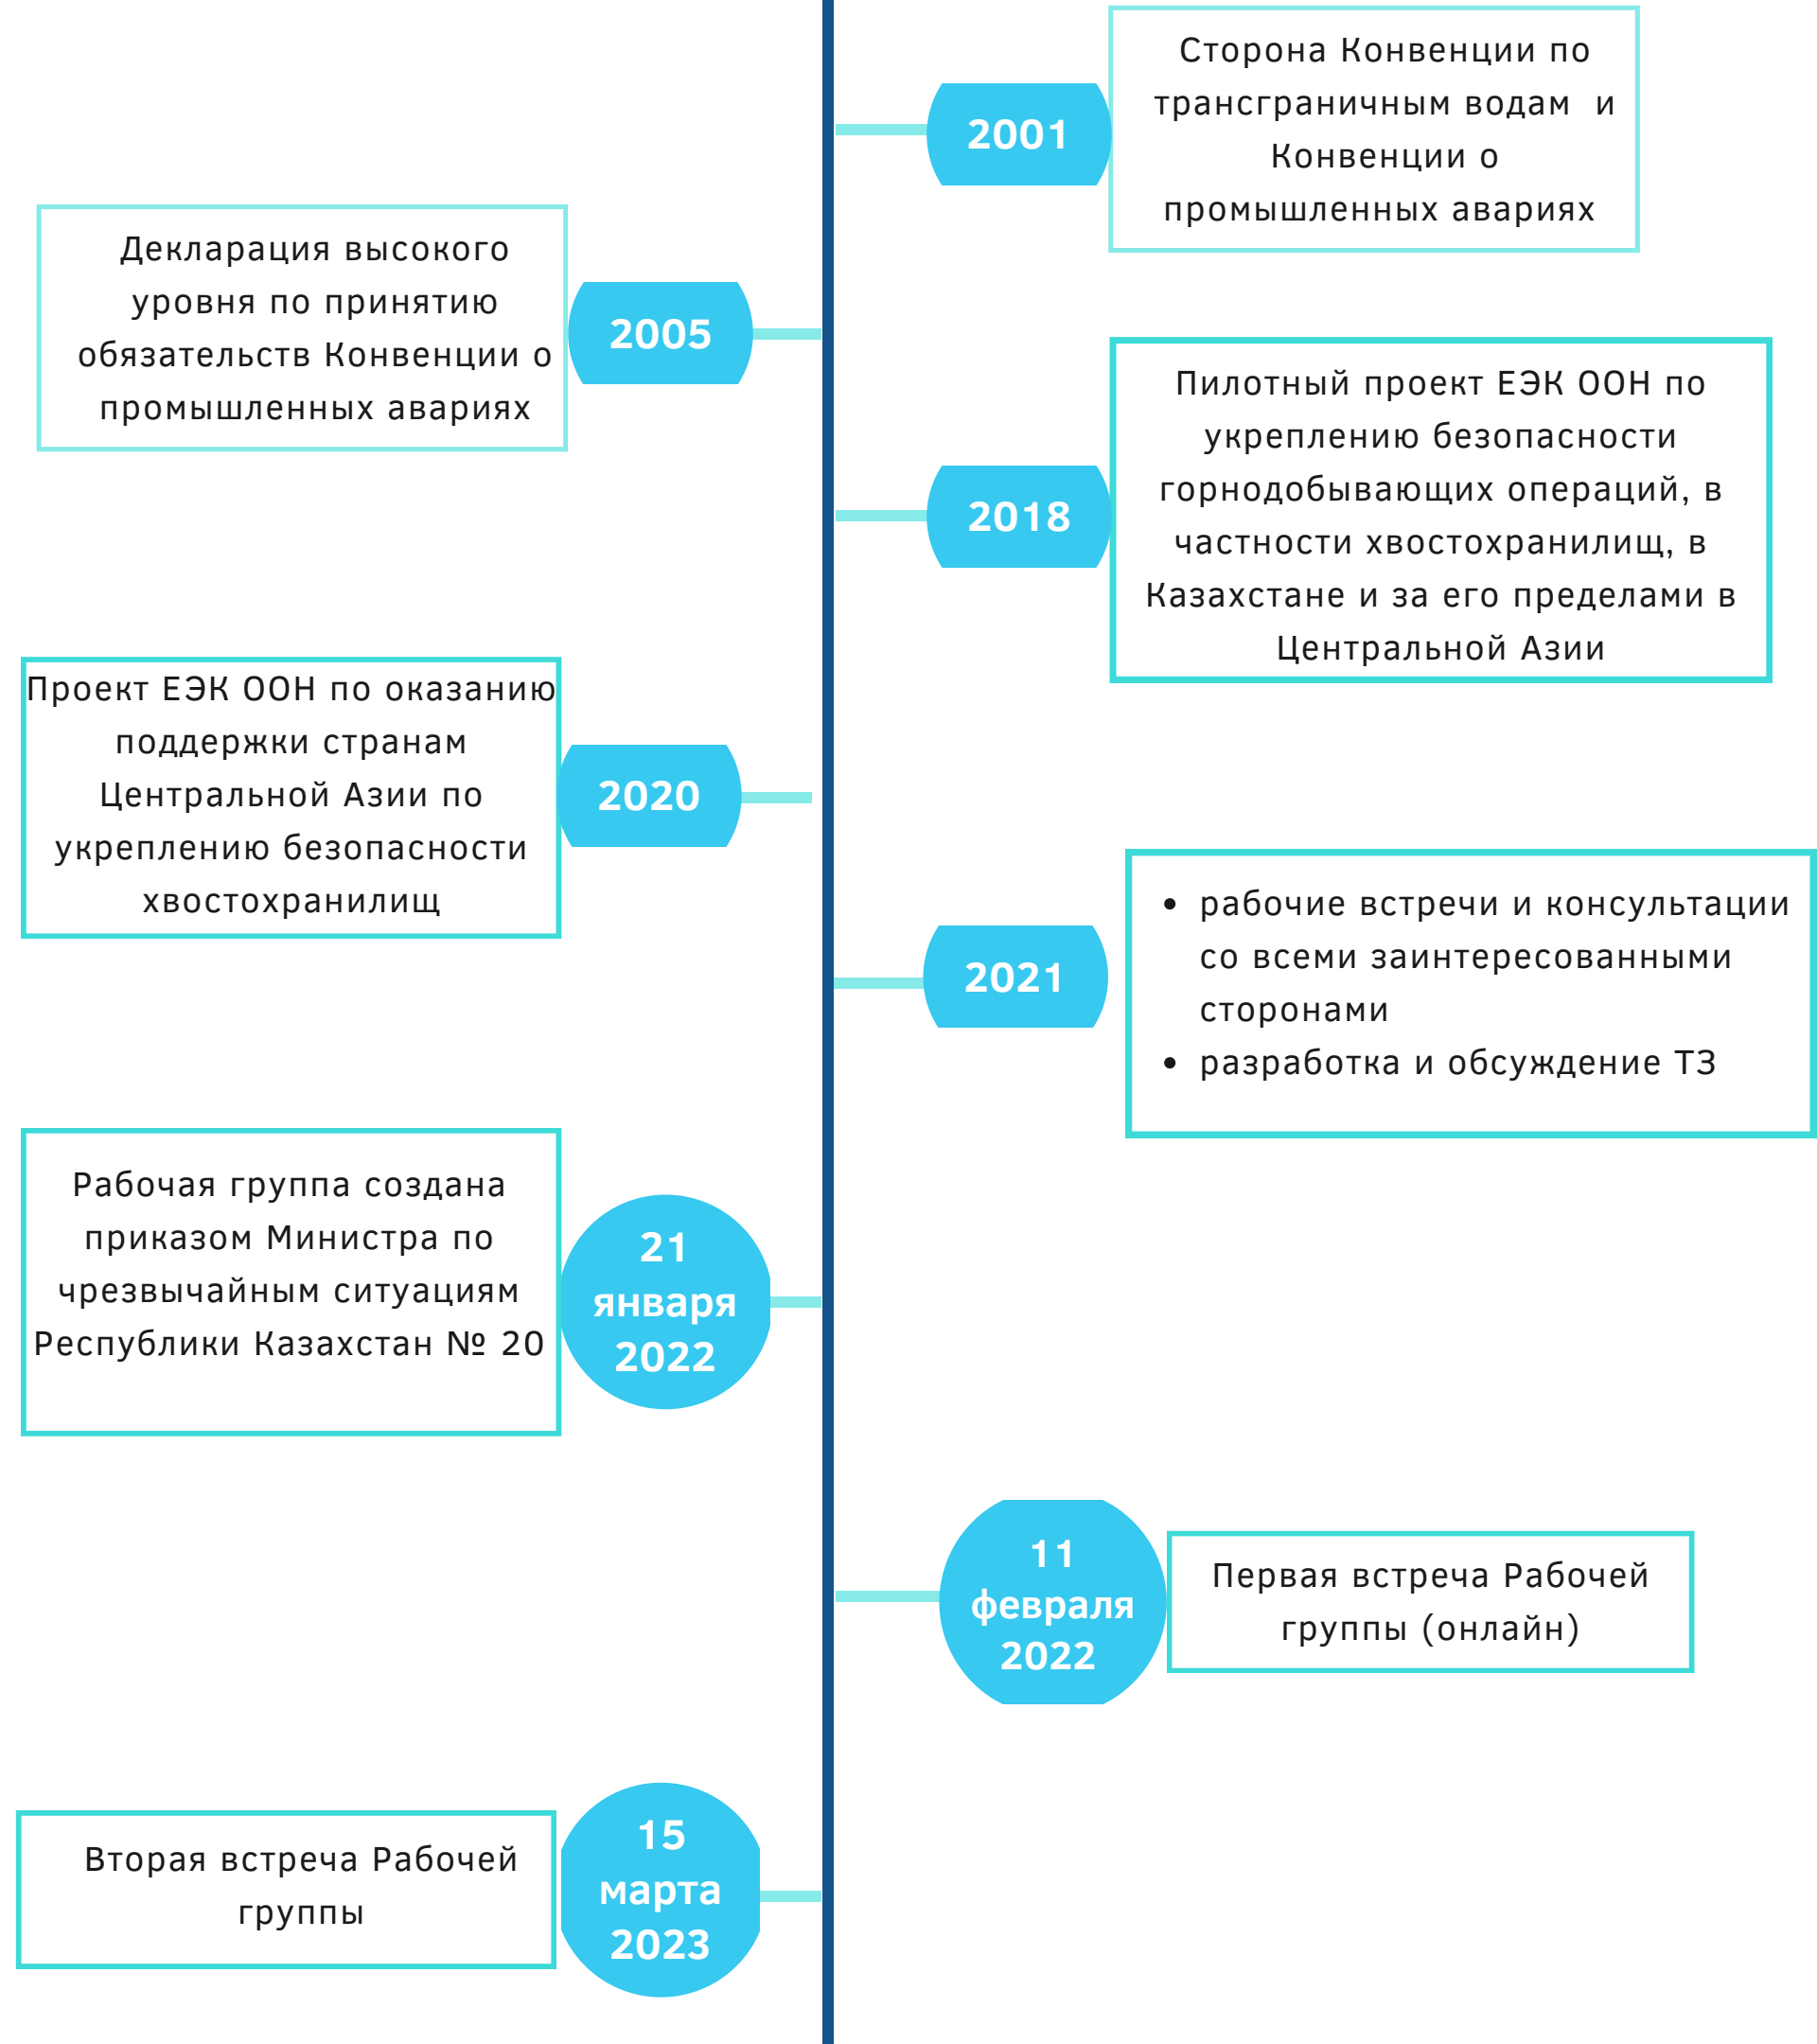 2001
Сторона Конвенции по
трансграничным водам и
Конвенции о
промышленных авариях
Декларация высокого
уровня по принятию
обязательств Конвенции о
промышленных авариях
2005
2018
Пилотный проект ЕЭК ООН по
укреплению безопасности
горнодобывающих операций, в
частности хвостохранилищ, в
Казахстане и за его пределами в
Центральной Азии
Проект ЕЭК ООН по оказанию
поддержки странам
Центральной Азии по
укреплению безопасности
хвостохранилищ
2020
2021
• рабочие встречи и консультации
со всеми заинтересованными
сторонами
• разработка и обсуждение ТЗ
Рабочая группа создана
приказом Министра по
чрезвычайным ситуациям
Республики Казахстан № 20
21
января
2022
11
февраля
2022
Первая встреча Рабочей
группы (онлайн)
Вторая встреча Рабочей
группы
15
марта
2023